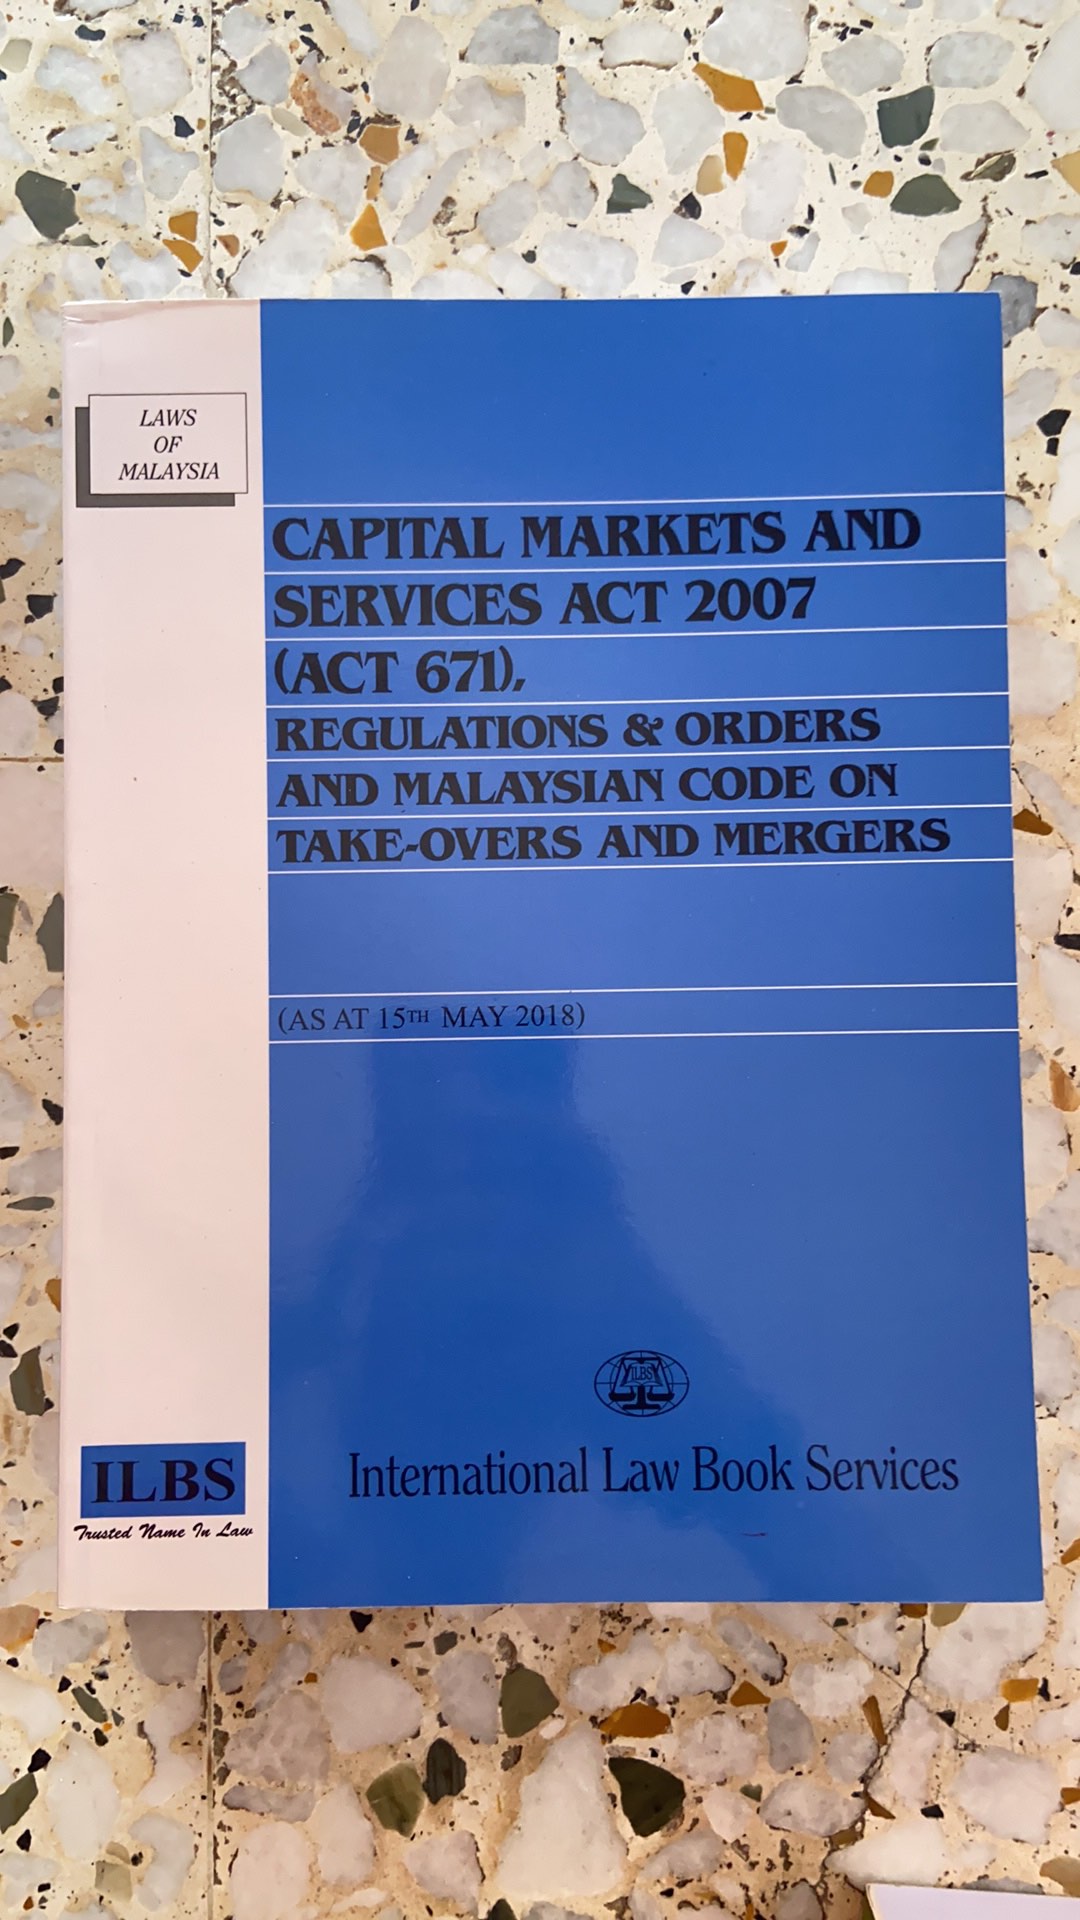 LAWS
OF
MALAYSIA
CAPITAL MARKETS AND
SERVICES ACT 2007
(ACT 671),
REGULATIONS & ORDERS
AND MALAYSIAN CODE ON
TAKE-OVERS AND MERGERS
(AS AT 15TH MAY 2018)
ILBS
International Law Book Services
ILBS
Trusted Name In Law